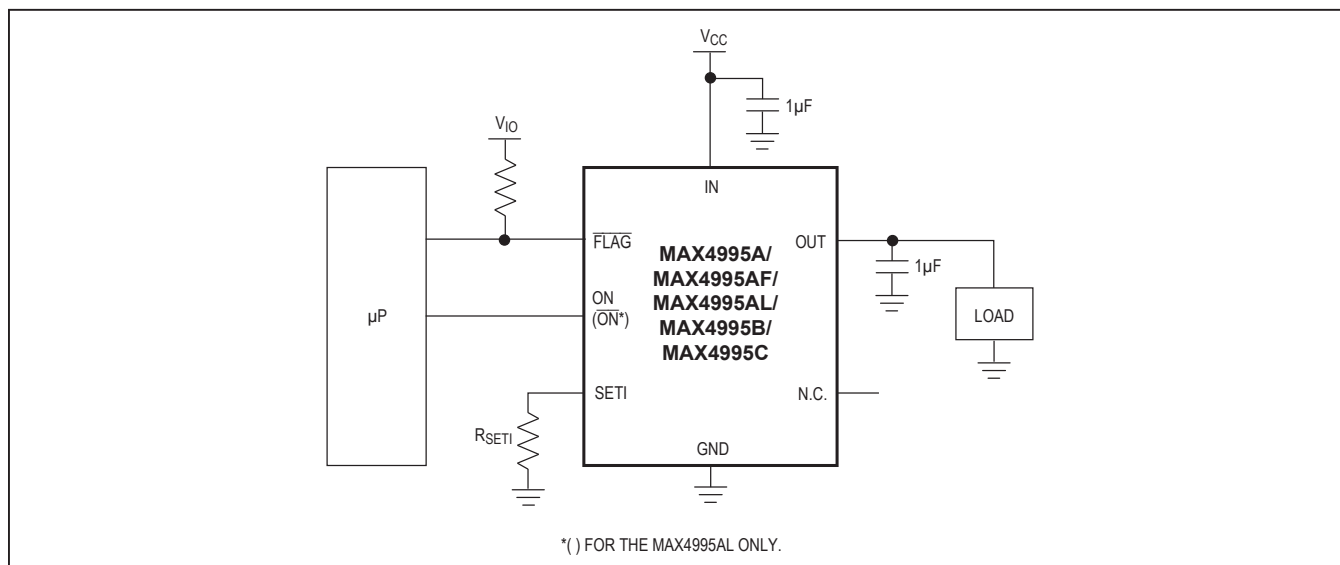 VCC
1µF
VIO
IN
FLAG
OUT
MAX4995A/
MAX4995AF/
MAX4995AL/
MAX4995B/
MAX4995C
1µF
ON
(ON*)
µP
LOAD
SETI
N.C.
RSETI
GND
*( ) FOR THE MAX4995AL ONLY.